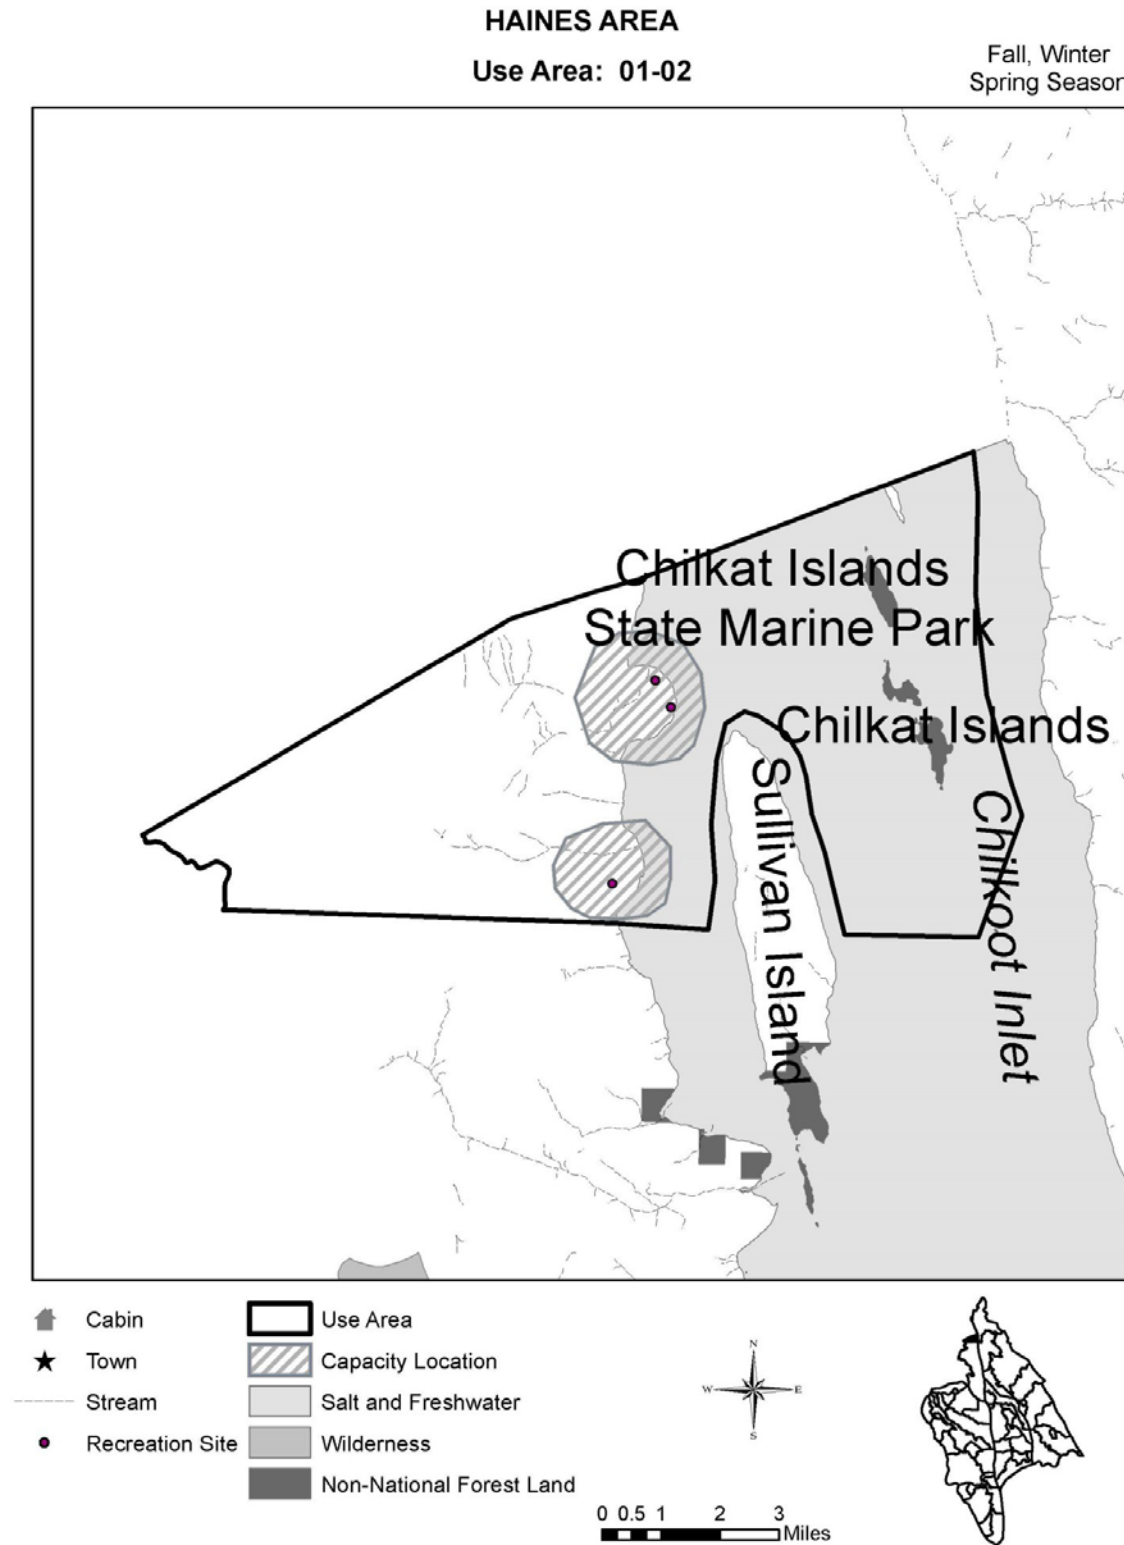 HAINES AREA
Use Area: 01-02
Fall, Winter
Spring Season
Chilkat Islands
State Marine Park
Chilkat Islands
Sullivan Island
Chilkoot Inlet
Cabin
Town
Stream
Recreation Site
Use Area
Capacity Location
Salt and Freshwater
Wilderness
Non-National Forest Land
N
W E
S
0 0.5 1 2 3
Miles